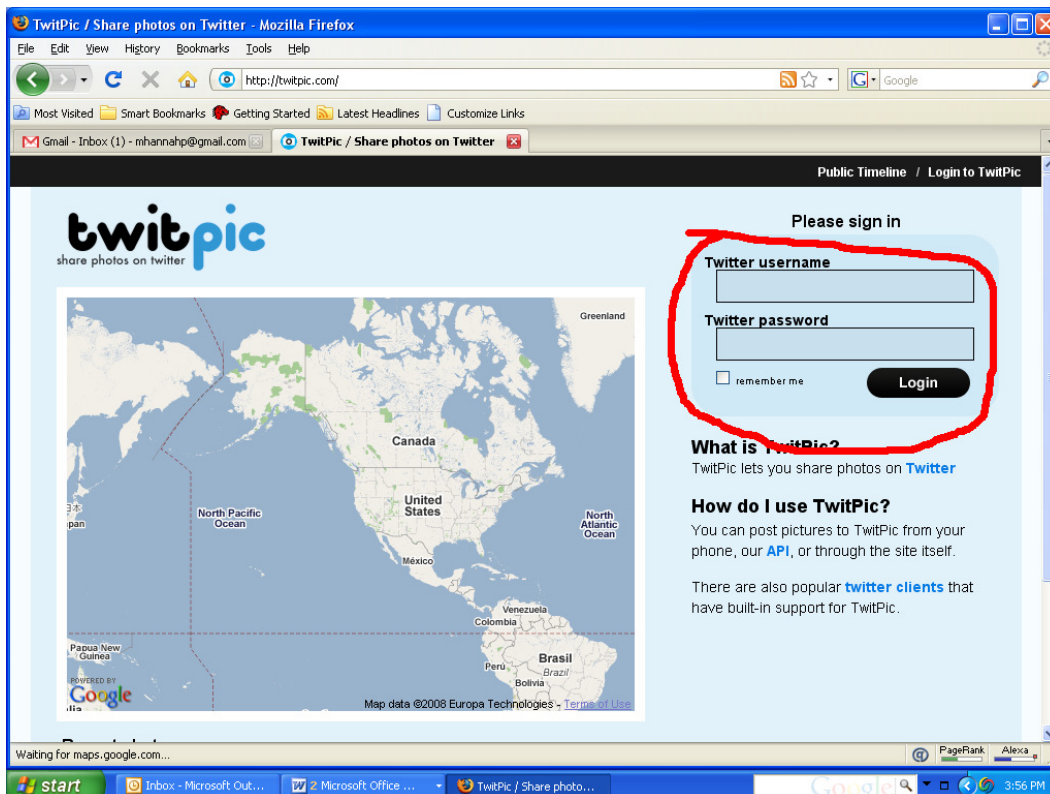 TwitPic / Share photos on Twitter - Mozilla Firefox
File Edit View History Bookmarks Tools Help
http://twitpic.com/
G Google
Most Visited Smart Bookmarks Getting Started Latest Headlines Customize Links
Gmail - Inbox (1) - mhannahp@gmail.com TwitPic / Share photos on Twitter
Public Timeline / Login to TwitPic
twitpic
share photos on twitter
Please sign in
Twitter username
Twitter password
remember me
Login
Greenland
Canada
United
States
North Pacific
Ocean
North
Atlantic
Ocean
México
Venezuela
Colombia
Papua New
Guinea
Perú
Brasil
Brazil
Bolivia
POWERED BY
Google
Map data ©2008 Europa Technologies - Terms of Use
What is TwitPic?
TwitPic lets you share photos on Twitter
How do I use TwitPic?
You can post pictures to TwitPic from your
phone, our API, or through the site itself.
There are also popular twitter clients that
have built-in support for TwitPic.
Waiting for maps.google.com...
PageRank Alexa
start Inbox - Microsoft Out... 2 Microsoft Office ... TwitPic / Share photo... Google 3:56 PM